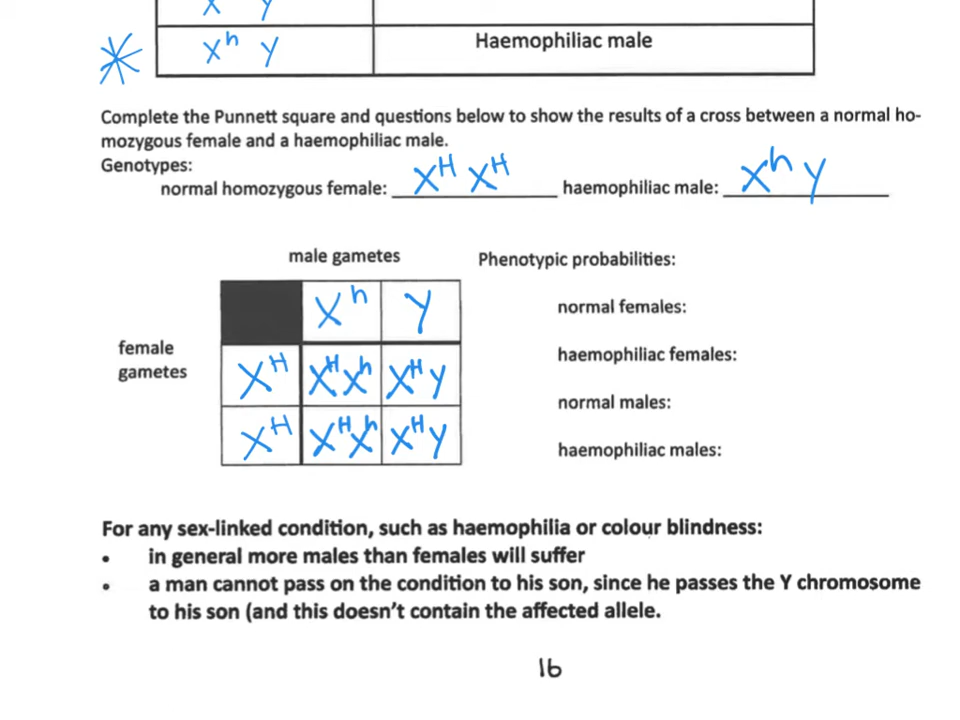 X Y
Xʰ Y Haemophiliac male
Complete the Punnett square and questions below to show the results of a cross between a normal ho-
mozygous female and a haemophiliac male.
Genotypes:
normal homozygous female: Xᴴ Xᴴ haemophiliac male: Xʰ Y
male gametes
Phenotypic probabilities:
Xʰ Y
normal females:
female
gametes
Xᴴ XᴴXʰ XᴴY
haemophiliac females:
normal males:
Xᴴ XᴴXʰ XᴴY
haemophiliac males:
For any sex-linked condition, such as haemophilia or colour blindness:
• in general more males than females will suffer
• a man cannot pass on the condition to his son, since he passes the Y chromosome
to his son (and this doesn't contain the affected allele.
16